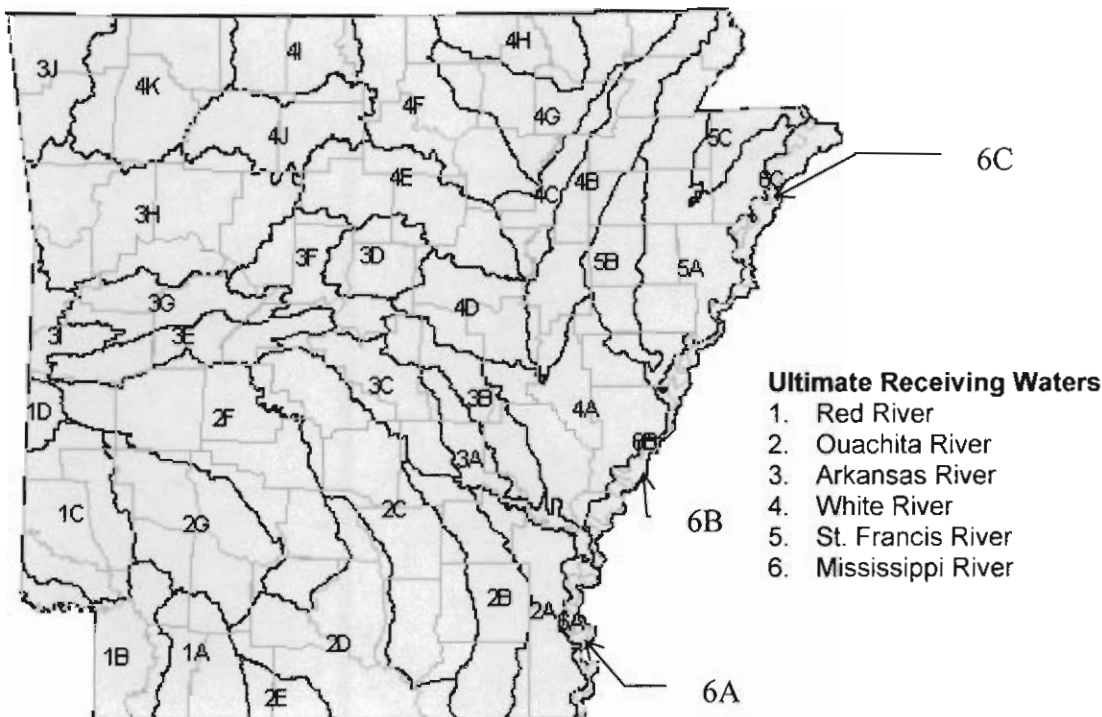 4H
4I
3J
4K
4F
4G
4J
5C
6C
6C
4E
4B
4C
3H
3F
3D
5B
5A
3G
4D
3I
3E
Ultimate Receiving Waters
1. Red River
2. Ouachita River
3. Arkansas River
4. White River
5. St. Francis River
6. Mississippi River
3C
3B
4A
1D
2F
6B
3A
2C
6B
1C
2G
2B
2A
6A
2D
1B
1A
6A
2E